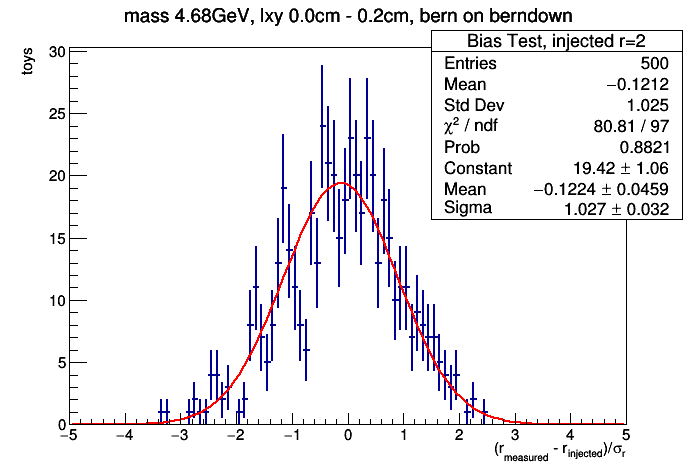 mass 4.68GeV, lxy 0.0cm - 0.2cm, bern on berndown
Bias Test, injected r=2
Entries 500
Mean −0.1212
Std Dev 1.025
χ² / ndf 80.81 / 97
Prob 0.8821
Constant 19.42 ± 1.06
Mean −0.1224 ± 0.0459
Sigma 1.027 ± 0.032
toys
30
25
20
15
10
5
0
−5 −4 −3 −2 −1 0 1 2 3 4 5
(r_measured - r_injected)/σ_r